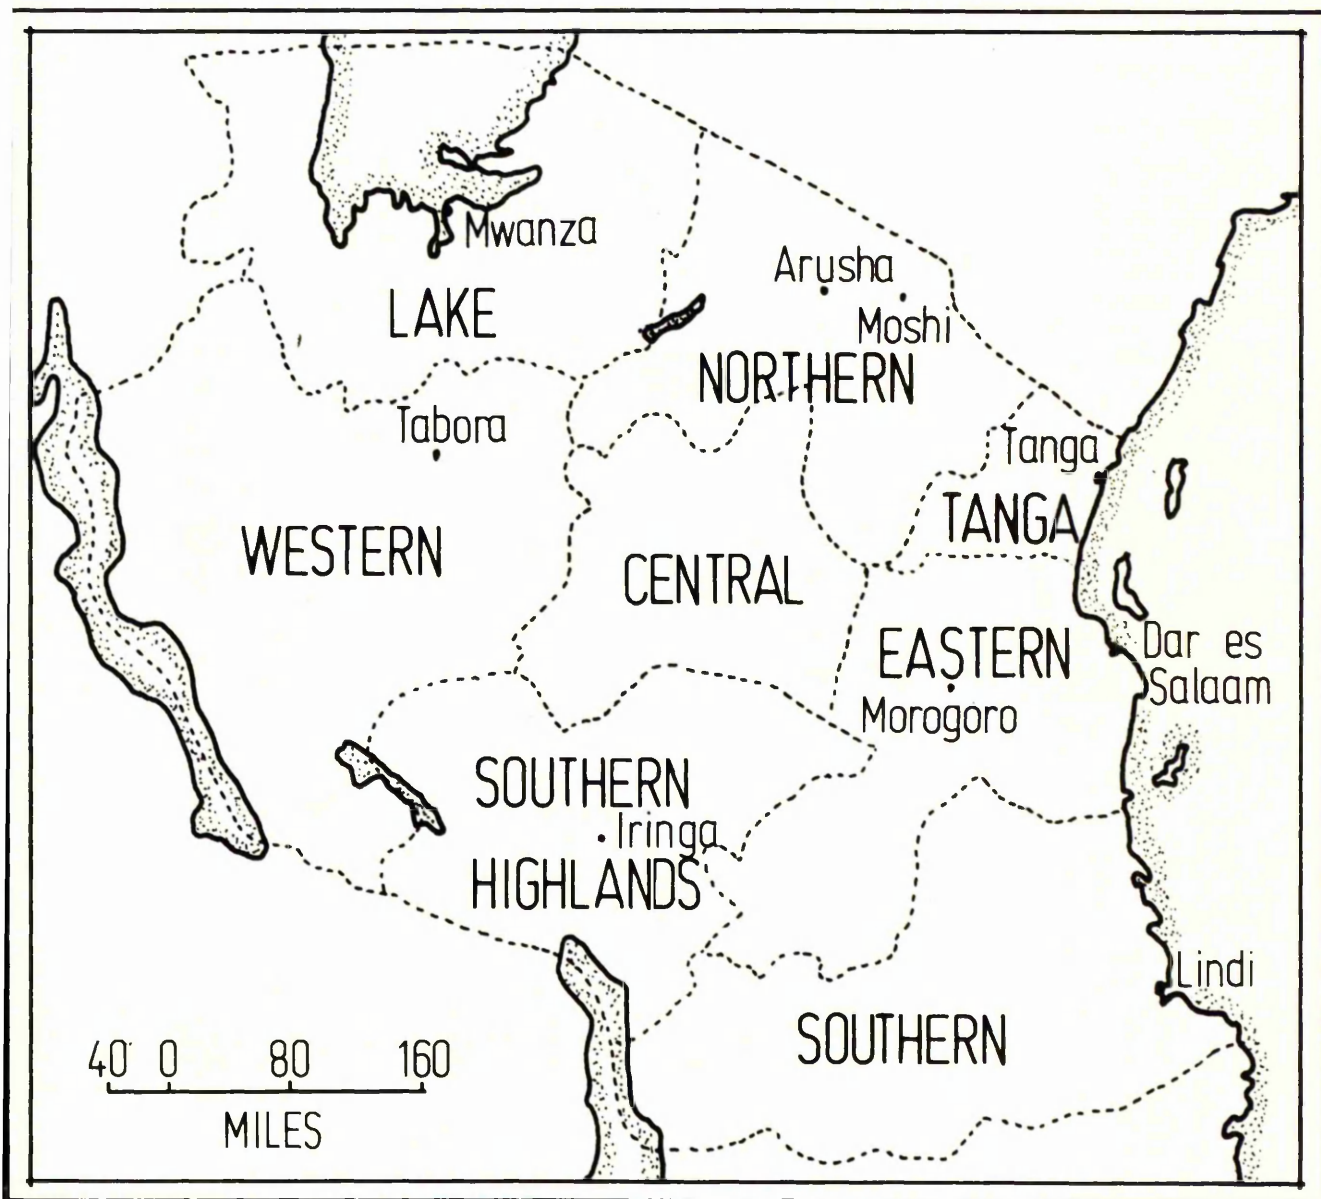 Mwanza
Arusha
LAKE
Moshi
NORTHERN
Tabora
Tanga
TANGA
WESTERN
CENTRAL
EASTERN
Dar es
Salaam
Morogoro
SOUTHERN
Iringa
HIGHLANDS
Lindi
SOUTHERN
40 0 80 160
MILES